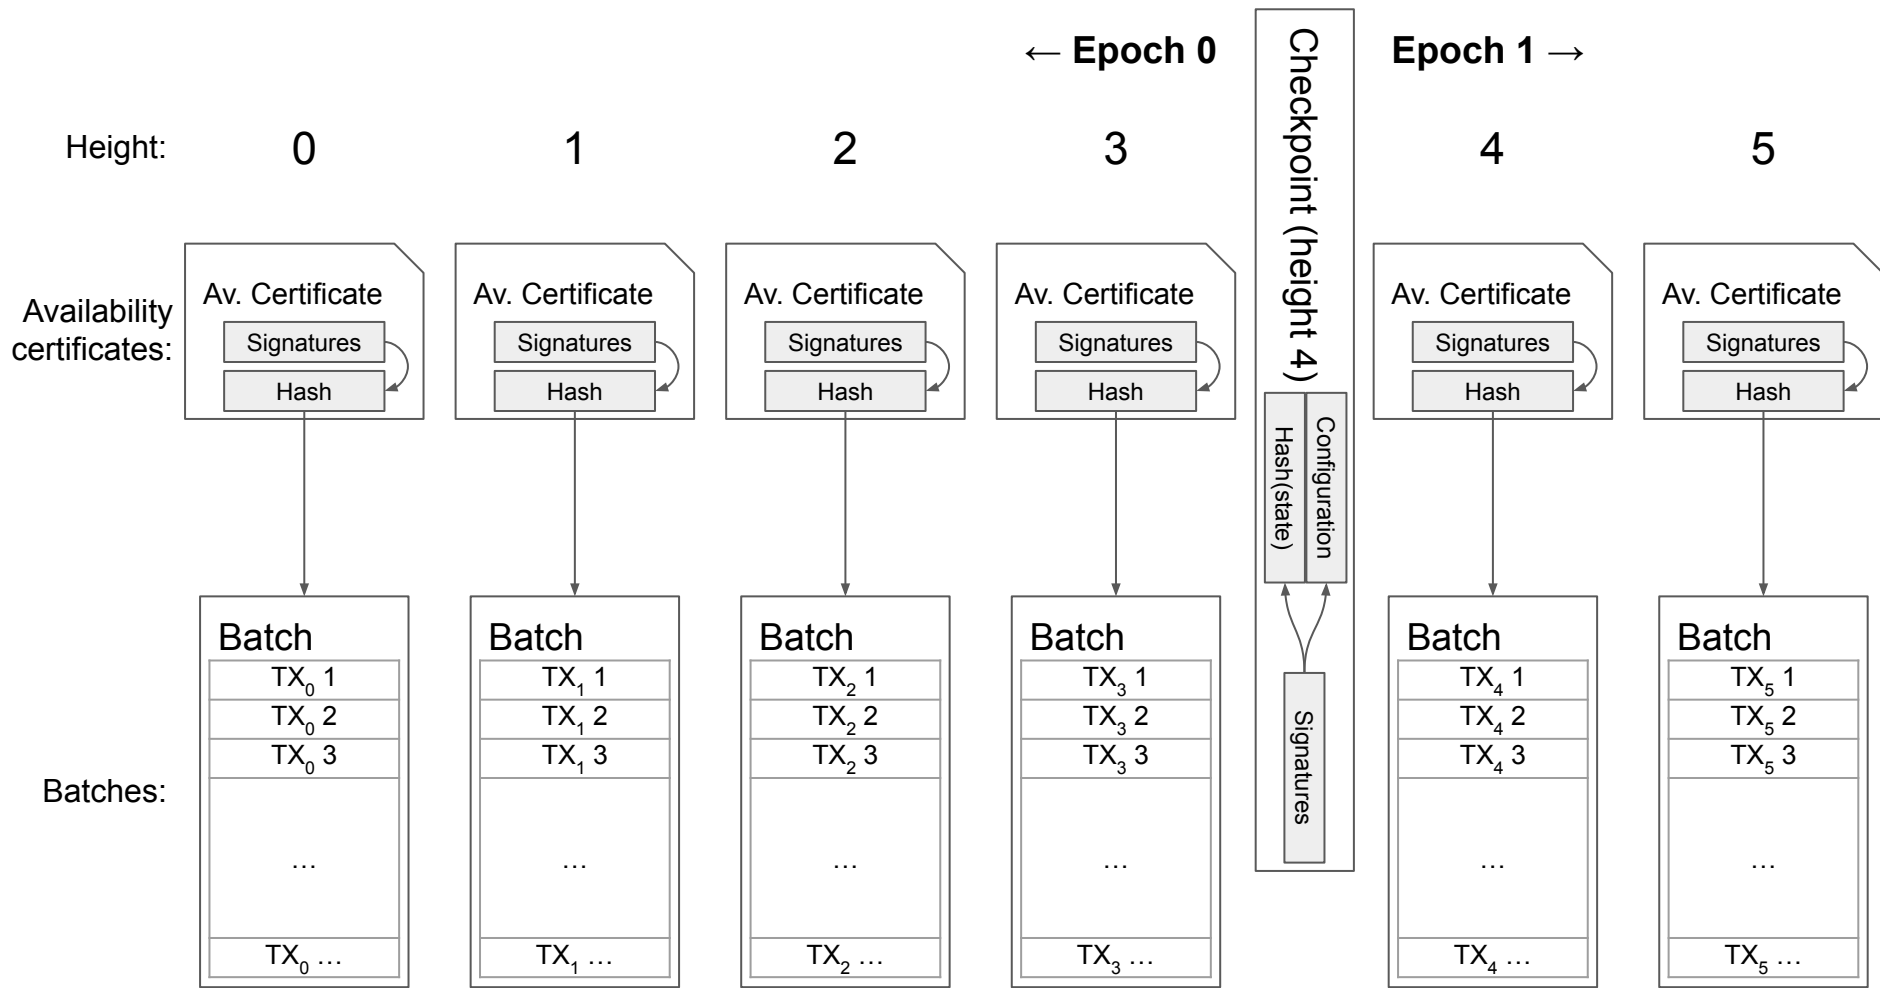 ← Epoch 0
Epoch 1 →
Height:
0
1
2
3
4
5
Checkpoint (height 4)
Hash(state)
Configuration
Signatures
Availability
certificates:
Av. Certificate
Signatures
Hash
Av. Certificate
Signatures
Hash
Av. Certificate
Signatures
Hash
Av. Certificate
Signatures
Hash
Av. Certificate
Signatures
Hash
Av. Certificate
Signatures
Hash
Batches:
Batch
TX₀ 1
TX₀ 2
TX₀ 3
…
TX₀ …
Batch
TX₁ 1
TX₁ 2
TX₁ 3
…
TX₁ …
Batch
TX₂ 1
TX₂ 2
TX₂ 3
…
TX₂ …
Batch
TX₃ 1
TX₃ 2
TX₃ 3
…
TX₃ …
Batch
TX₄ 1
TX₄ 2
TX₄ 3
…
TX₄ …
Batch
TX₅ 1
TX₅ 2
TX₅ 3
…
TX₅ …